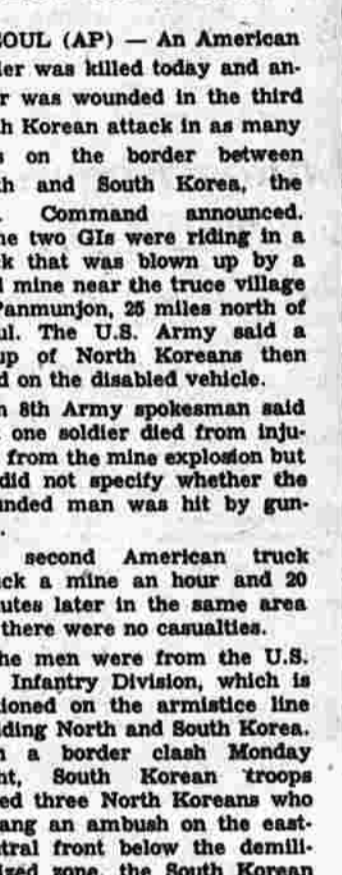 EOUL (AP) — An American
ier was killed today and an-
r was wounded in the third
h Korean attack in as many
s on the border between
th and South Korea, the
. Command announced.
he two GIs were riding in a
k that was blown up by a
d mine near the truce village
Panmunjon, 25 miles north of
ul. The U.S. Army said a
up of North Koreans then
d on the disabled vehicle.
n 8th Army spokesman said
one soldier died from inju-
from the mine explosion but
did not specify whether the
unded man was hit by gun-
.
second American truck
ck a mine an hour and 20
utes later in the same area
there were no casualties.
he men were from the U.S.
Infantry Division, which is
ioned on the armistice line
iding North and South Korea.
n a border clash Monday
ht, South Korean troops
ed three North Koreans who
ang an ambush on the east-
tral front below the demili-
ized zone, the South Korean